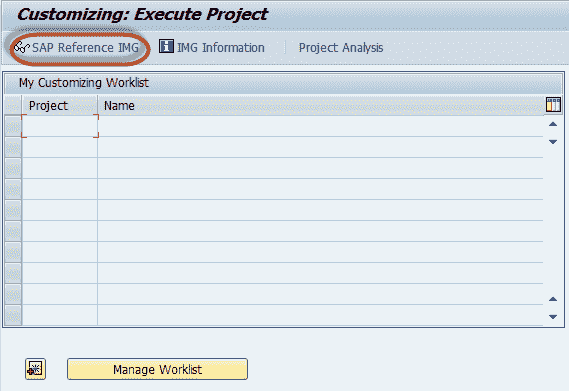 Customizing: Execute Project
SAP Reference IMG IMG Information Project Analysis
My Customizing Worklist
Project Name
Manage Worklist